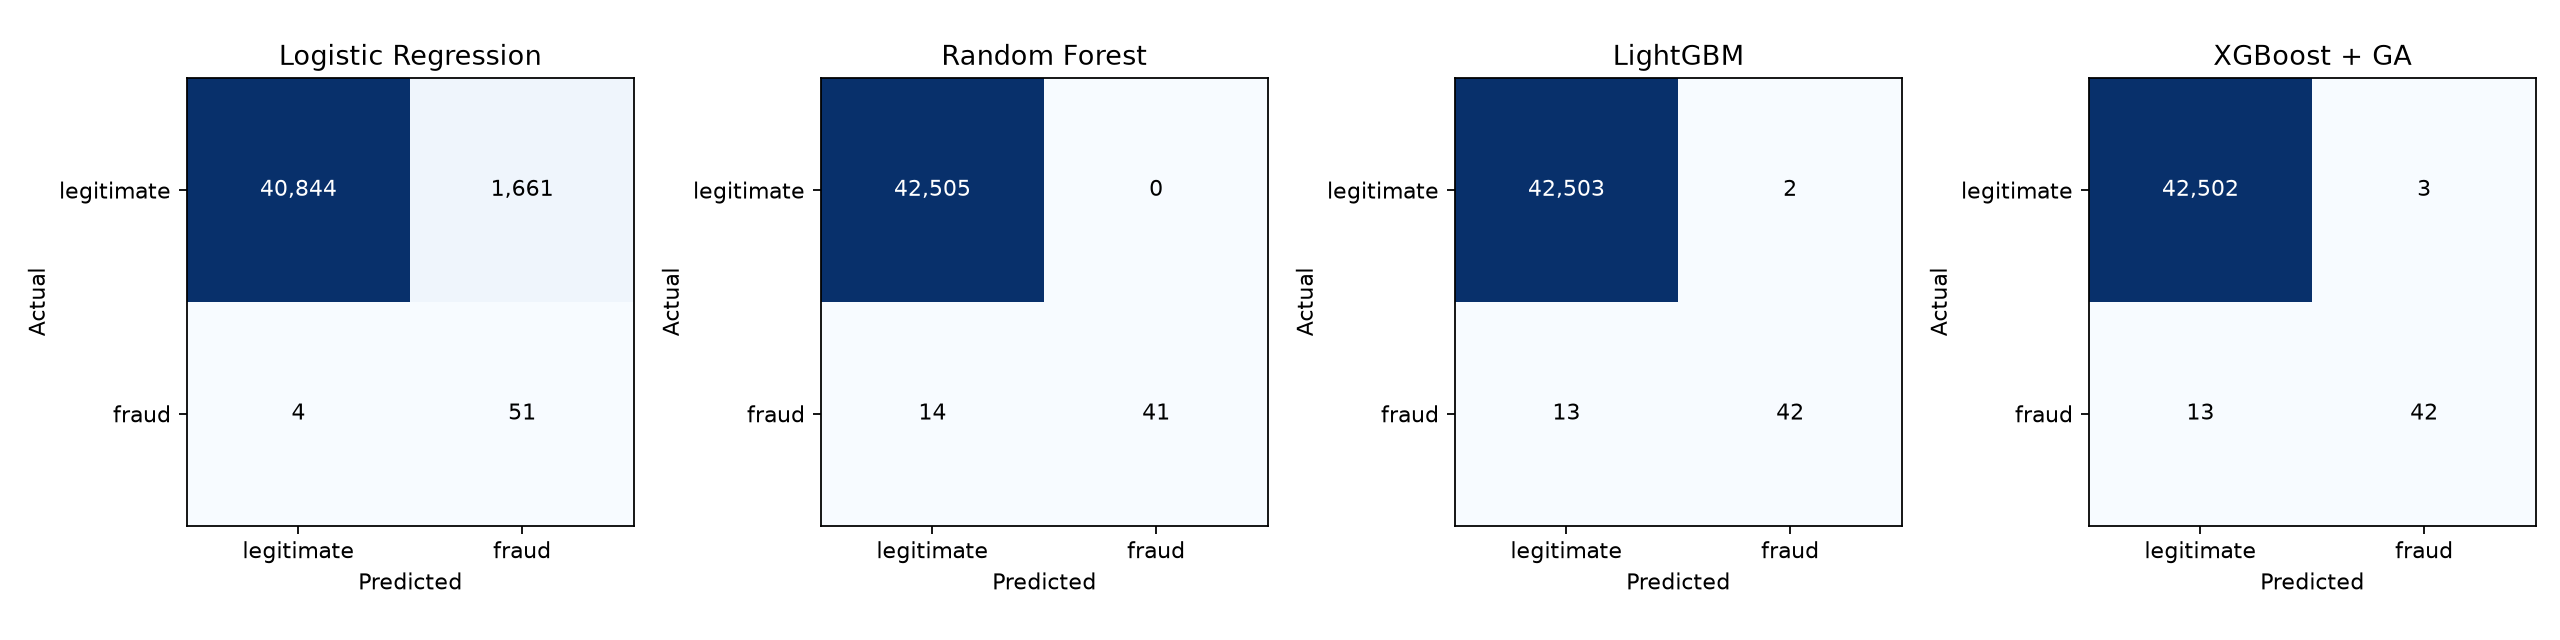 Logistic Regression
legitimate 40,844 1,661
Actual
fraud 4 51
legitimate fraud
Predicted
Random Forest
legitimate 42,505 0
Actual
fraud 14 41
legitimate fraud
Predicted
LightGBM
legitimate 42,503 2
Actual
fraud 13 42
legitimate fraud
Predicted
XGBoost + GA
legitimate 42,502 3
Actual
fraud 13 42
legitimate fraud
Predicted